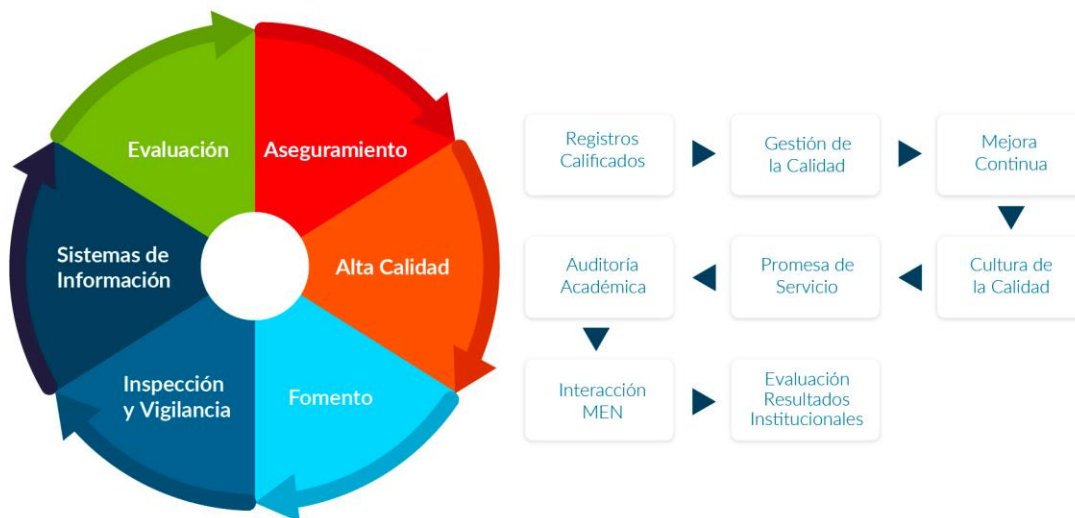 Evaluación
Aseguramiento
Sistemas de
Información
Alta Calidad
Inspección
y Vigilancia
Fomento
Registros
Calificados
Gestión de
la Calidad
Mejora
Continua
Cultura de
la Calidad
Promesa de
Servicio
Auditoría
Académica
Interacción
MEN
Evaluación
Resultados
Institucionales